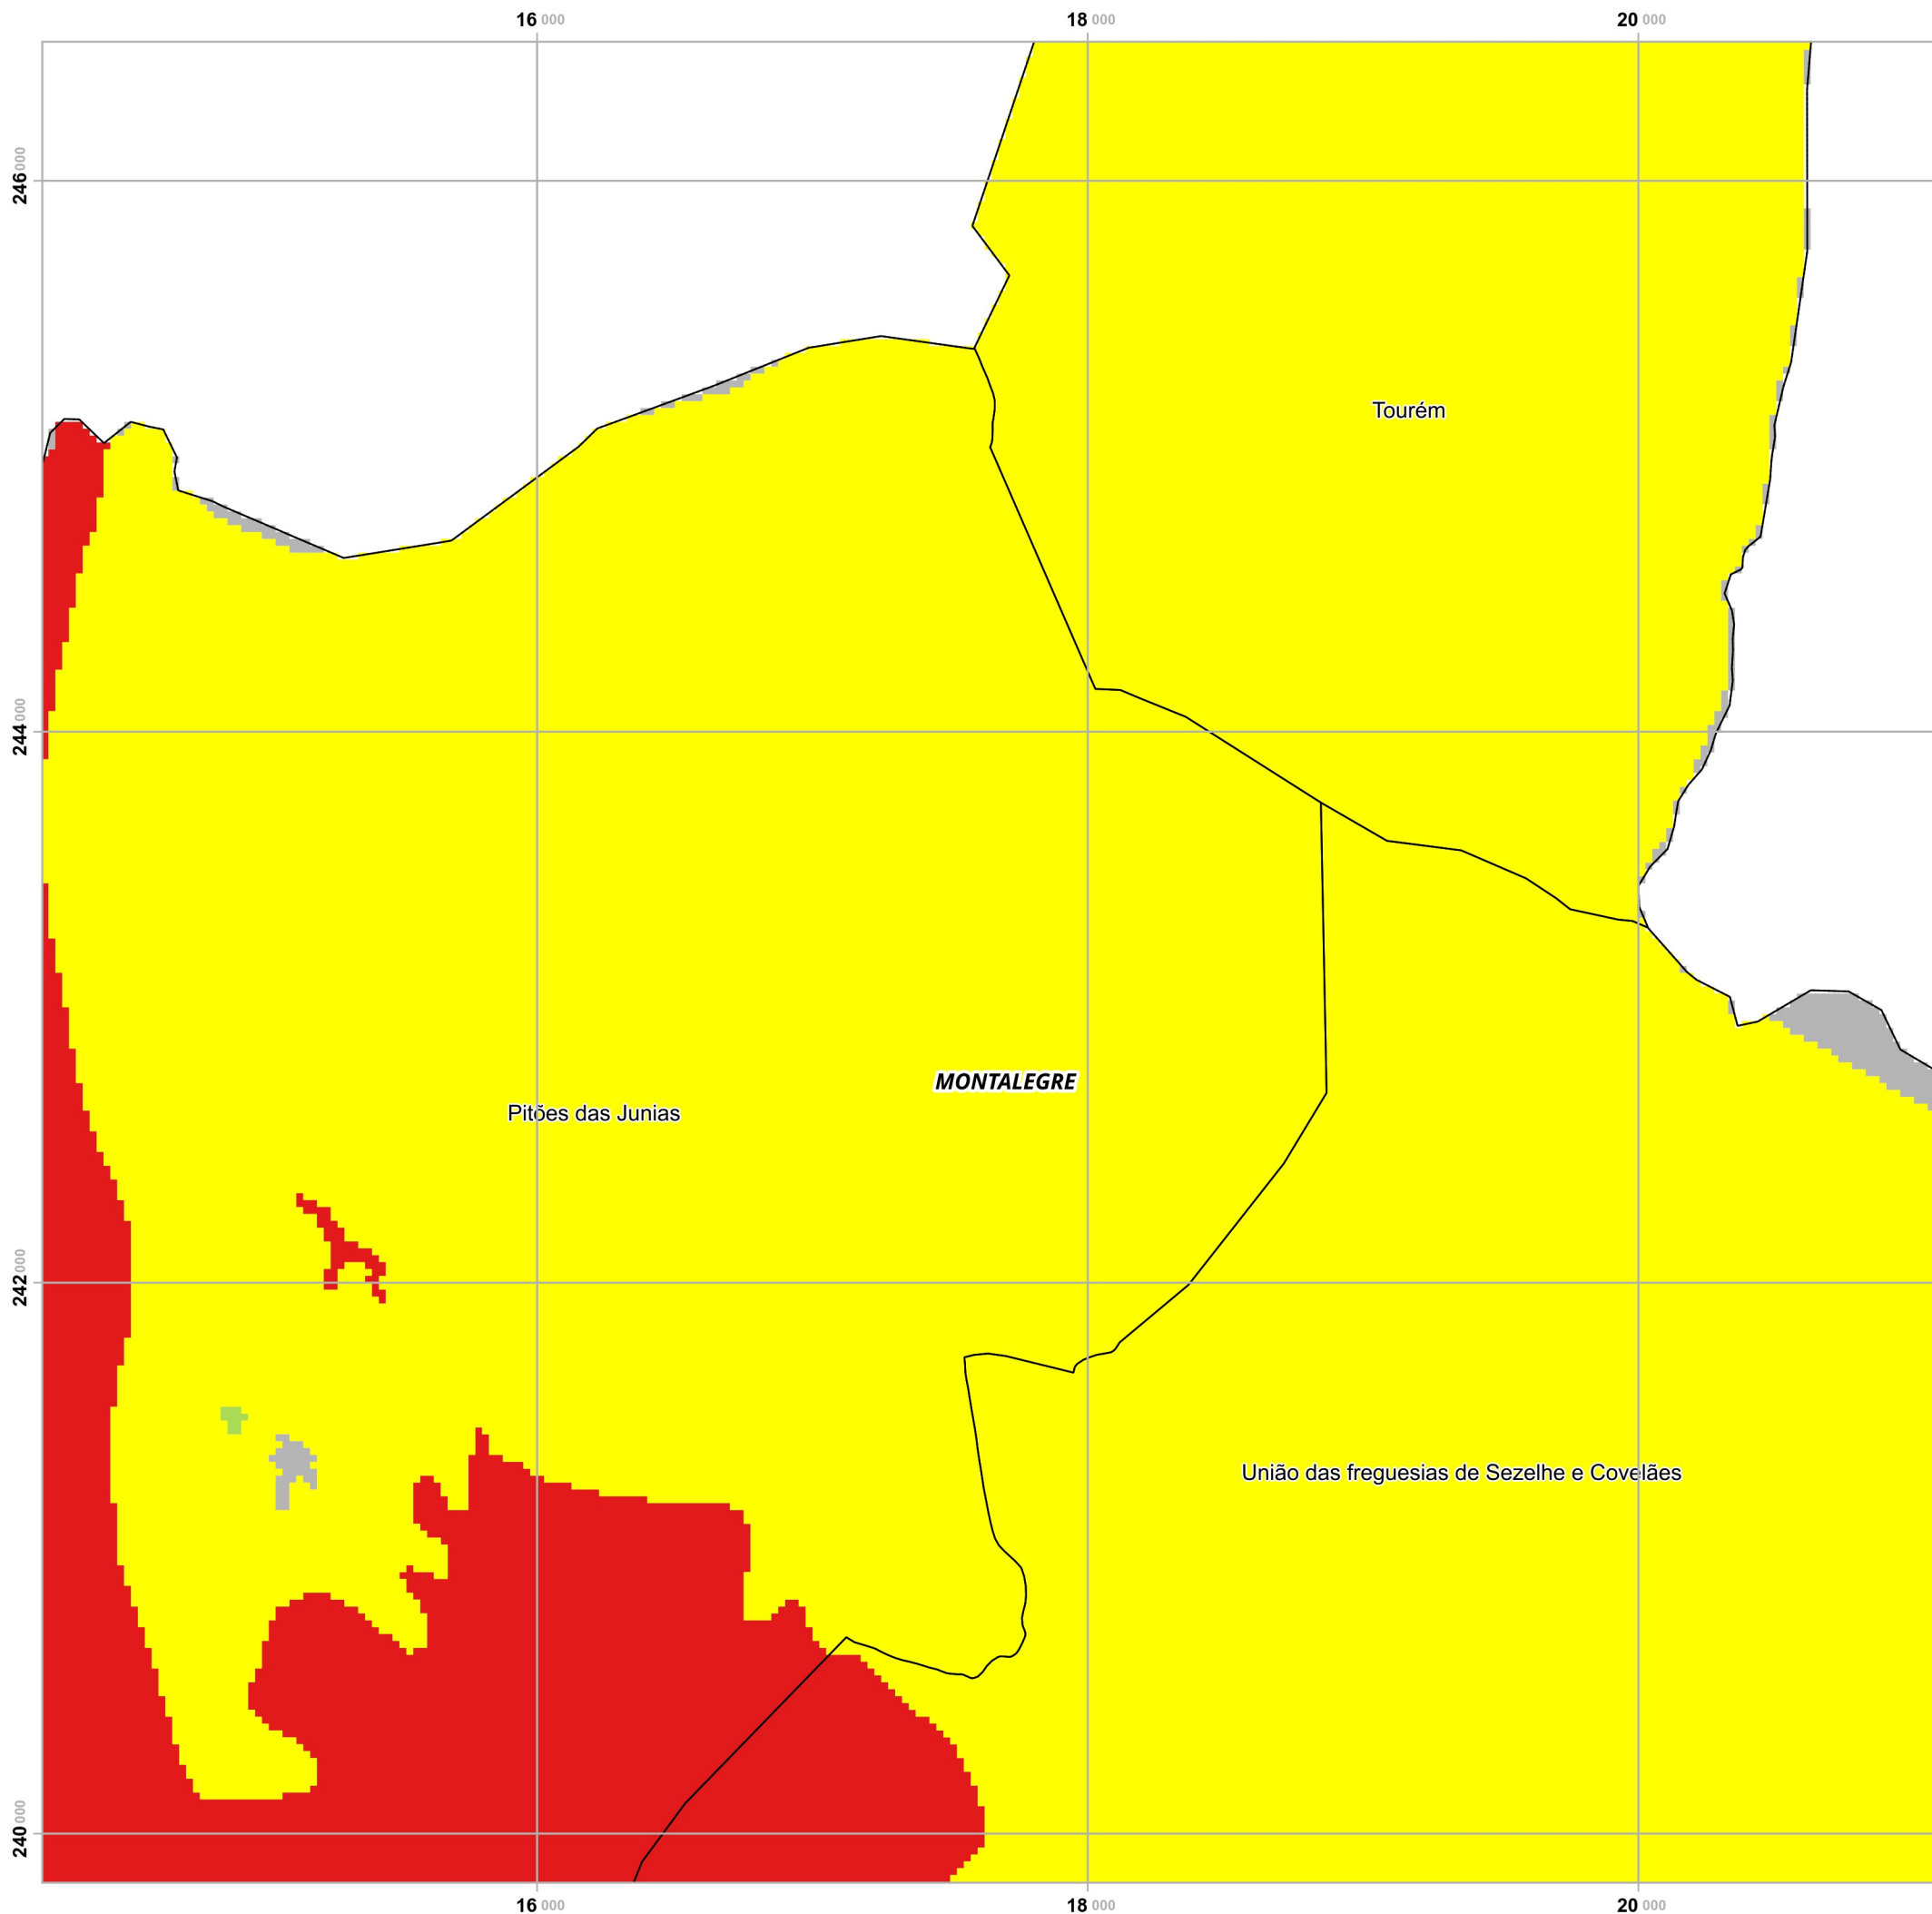 16 000 18 000 20 000
246 000
Tourém
244 000
MONTALEGRE
Pitões das Junias
242 000
União das freguesias de Sezelhe e Covelães
240 000
16 000 18 000 20 000